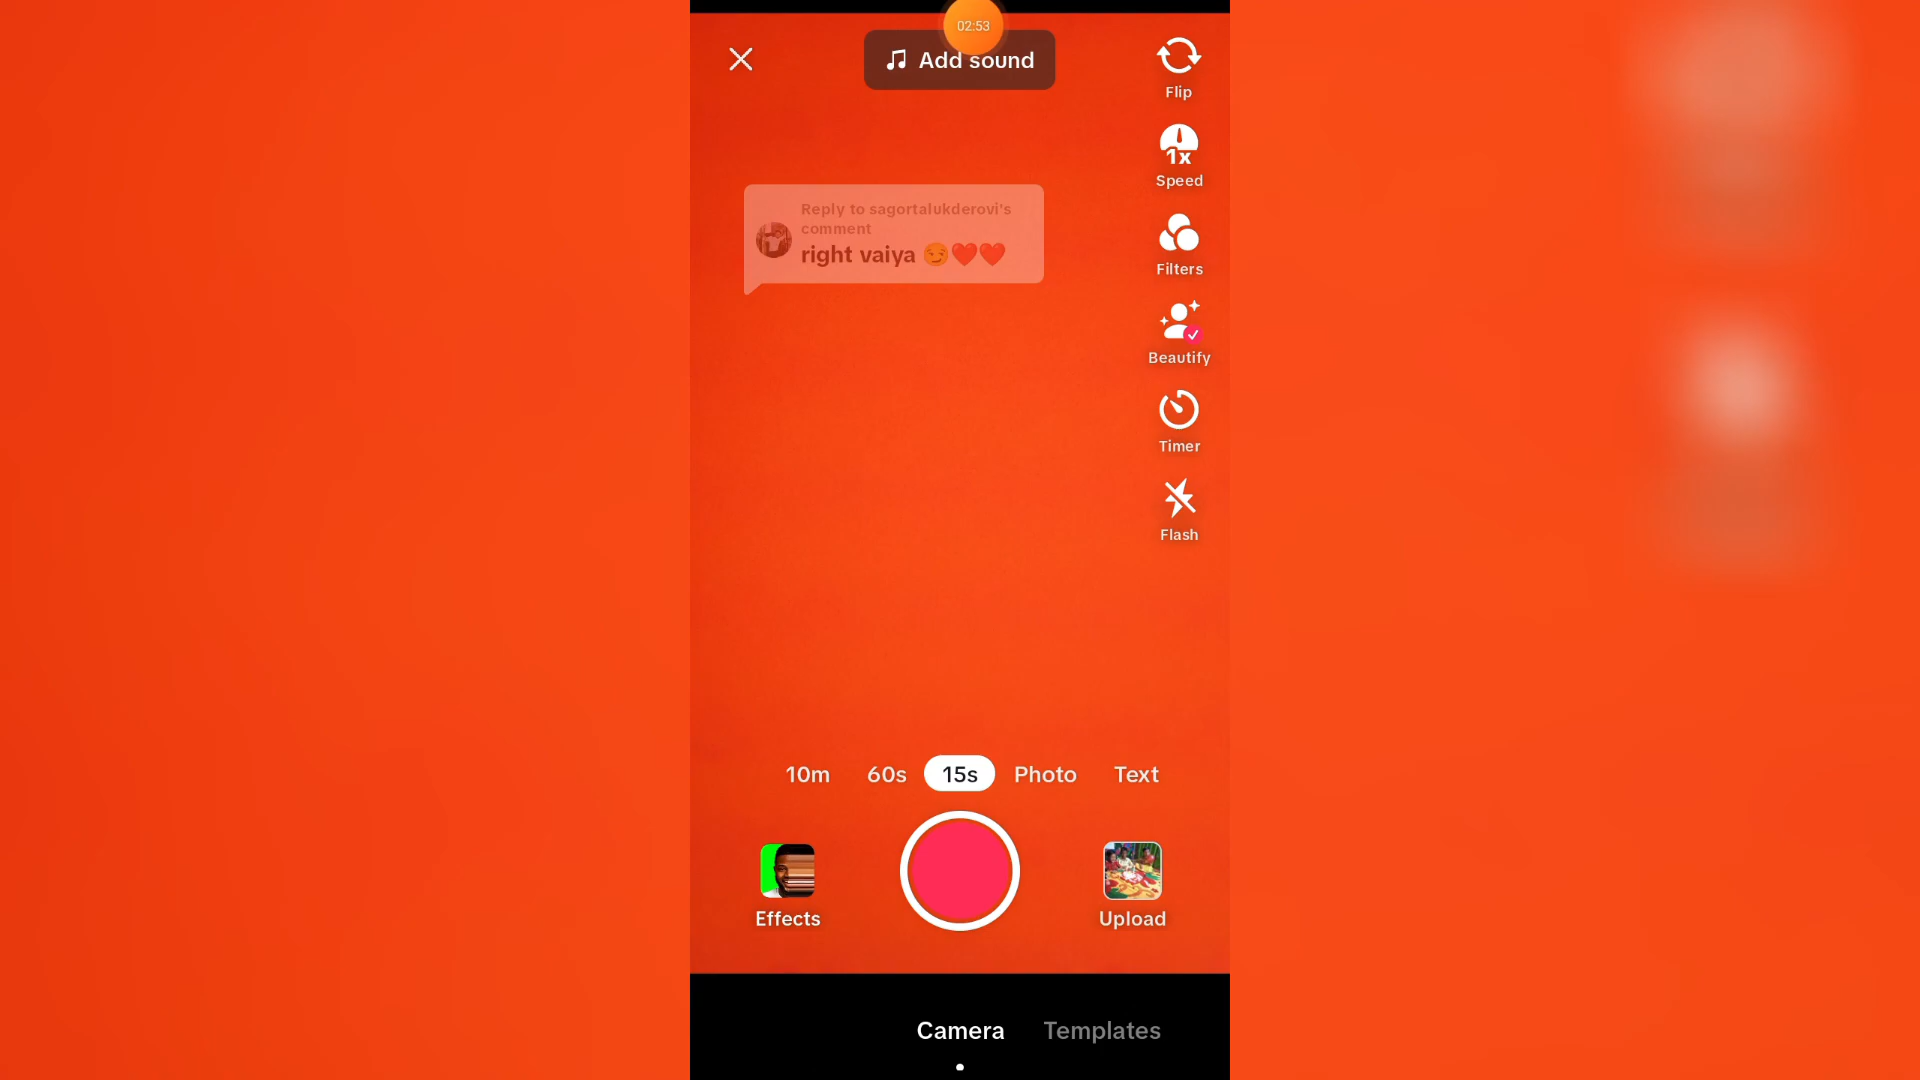 02:53
Add sound
Flip
1x
Speed
Reply to sagortalukderovi's
comment
right vaiya 😏❤️❤️
Filters
Beautify
Timer
Flash
10m 60s 15s Photo Text
Effects
Upload
Camera Templates